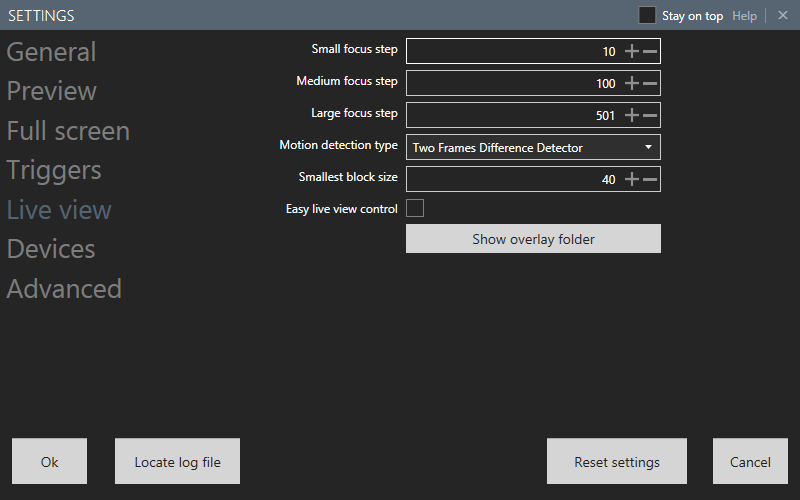 SETTINGS Stay on top Help
General
Preview
Full screen
Triggers
Live view
Devices
Advanced
Small focus step 10
Medium focus step 100
Large focus step 501
Motion detection type Two Frames Difference Detector
Smallest block size 40
Easy live view control
Show overlay folder
Ok Locate log file Reset settings Cancel